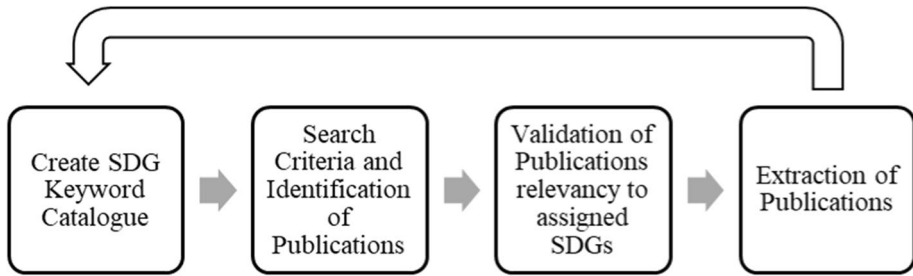 Create SDG
Keyword
Catalogue
Search
Criteria and
Identification
of
Publications
Validation of
Publications
relevancy to
assigned
SDGs
Extraction of
Publications